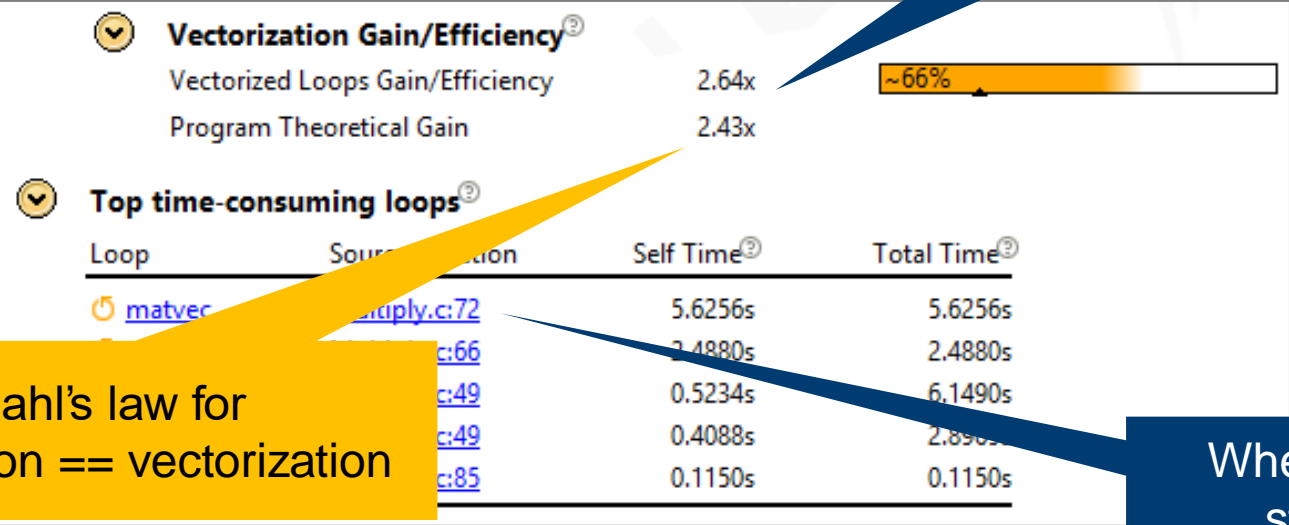 Vectorization Gain/Efficiency
Vectorized Loops Gain/Efficiency 2.64x ~66%
Program Theoretical Gain 2.43x
Top time-consuming loops
Loop Self Time Total Time
matvec :72 5.6256s 5.6256s
c:66 2.4880s 2.4880s
c:49 0.5234s 6.1490s
c:49 0.4088s
c:85 0.1150s 0.1150s
ahl's law for
on == vectorization